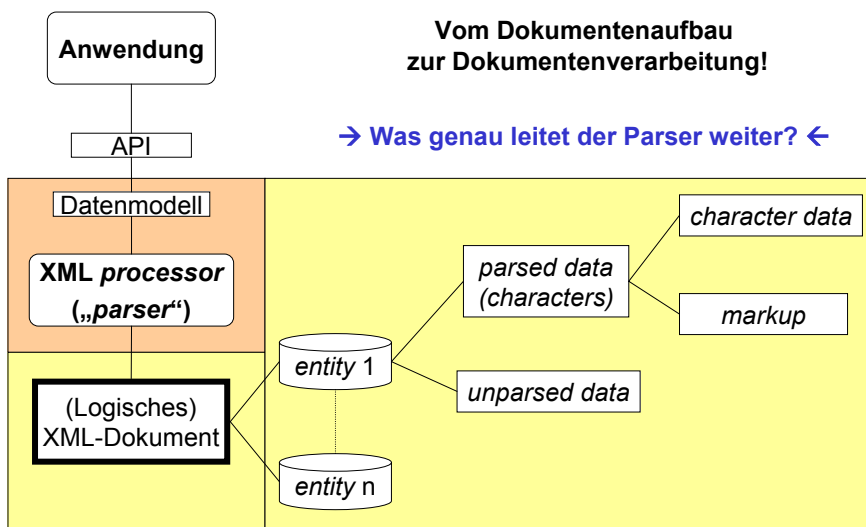 Anwendung
Vom Dokumentenaufbau
zur Dokumentenverarbeitung!
API
→ Was genau leitet der Parser weiter? ←
Datenmodell
XML processor
(„parser“)
(Logisches)
XML-Dokument
entity 1
entity n
parsed data
(characters)
unparsed data
character data
markup